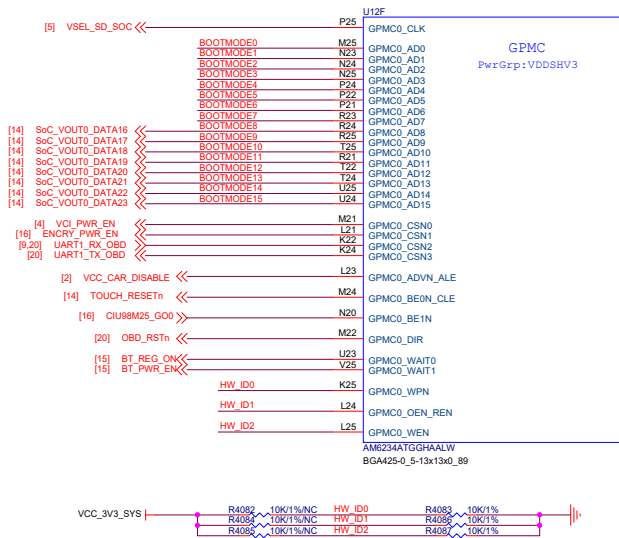 U12F
[5] VSEL_SD_SOC P25 GPMC0_CLK
GPMC
PwrGrp:VDDSHV3
BOOTMODE0 M25 GPMC0_AD0
BOOTMODE1 N23 GPMC0_AD1
BOOTMODE2 N24 GPMC0_AD2
BOOTMODE3 N25 GPMC0_AD3
BOOTMODE4 P24 GPMC0_AD4
BOOTMODE5 P22 GPMC0_AD5
BOOTMODE6 P21 GPMC0_AD6
BOOTMODE7 R23 GPMC0_AD7
[14] SoC_VOUT0_DATA16 BOOTMODE8 R24 GPMC0_AD8
[14] SoC_VOUT0_DATA17 BOOTMODE9 R25 GPMC0_AD9
[14] SoC_VOUT0_DATA18 BOOTMODE10 T25 GPMC0_AD10
[14] SoC_VOUT0_DATA19 BOOTMODE11 R21 GPMC0_AD11
[14] SoC_VOUT0_DATA20 BOOTMODE12 T22 GPMC0_AD12
[14] SoC_VOUT0_DATA21 BOOTMODE13 T24 GPMC0_AD13
[14] SoC_VOUT0_DATA22 BOOTMODE14 U25 GPMC0_AD14
[14] SoC_VOUT0_DATA23 BOOTMODE15 U24 GPMC0_AD15
[4] VCI_PWR_EN M21 GPMC0_CSN0
[16] ENCRY_PWR_EN L21 GPMC0_CSN1
[9,20] UART1_RX_OBD K22 GPMC0_CSN2
[20] UART1_TX_OBD K24 GPMC0_CSN3
[2] VCC_CAR_DISABLE L23 GPMC0_ADVN_ALE
[14] TOUCH_RESETn M24 GPMC0_BE0N_CLE
[16] CIU98M25_GO0 N20 GPMC0_BE1N
[20] OBD_RSTn M22 GPMC0_DIR
[15] BT_REG_ON U23 GPMC0_WAIT0
[15] BT_PWR_EN V25 GPMC0_WAIT1
HW_ID0 K25 GPMC0_WPN
HW_ID1 L24 GPMC0_OEN_REN
HW_ID2 L25 GPMC0_WEN
AM6234ATGGHAALW
BGA425-0_5-13x13x0_89
VCC_3V3_SYS R4082 10K/1%/NC HW_ID0 R4083 10K/1%
R4084 10K/1%/NC HW_ID1 R4086 10K/1%
R4085 10K/1%/NC HW_ID2 R4087 10K/1%